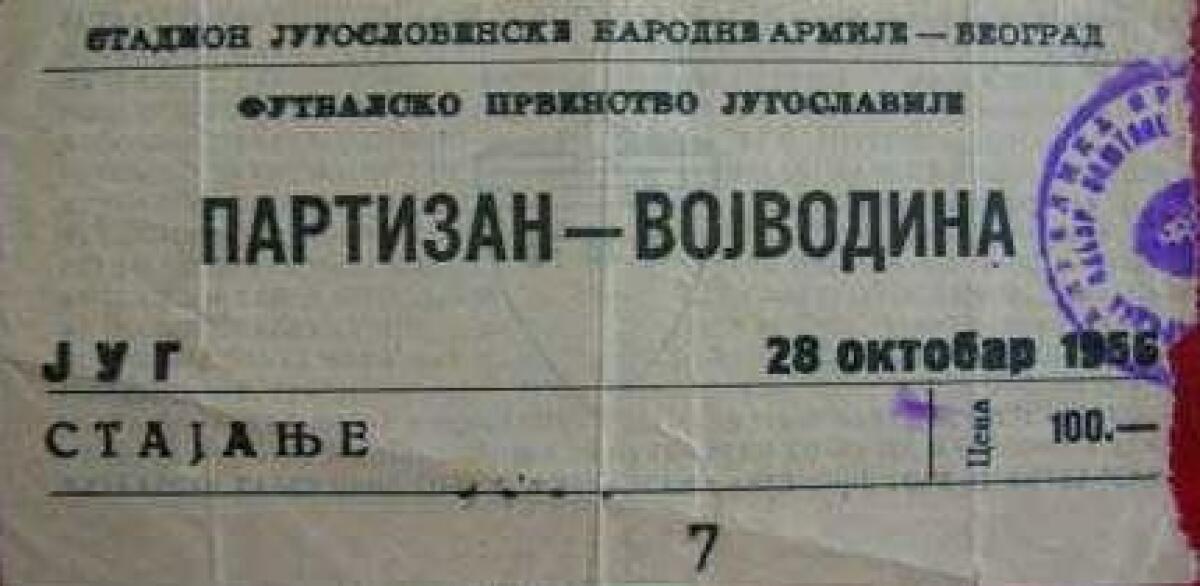 СТАДИОН ЈУГОСЛОВЕНСКЕ НАРОДНЕ АРМИЈЕ — БЕОГРАД
ФУТБАЛСКО ПРВЕНСТВО ЈУГОСЛАВИЈЕ
ПАРТИЗАН — ВОЈВОДИНА
ЈУГ
28 октобар 1956
СТАЈАЊЕ
Цена
100.—
7